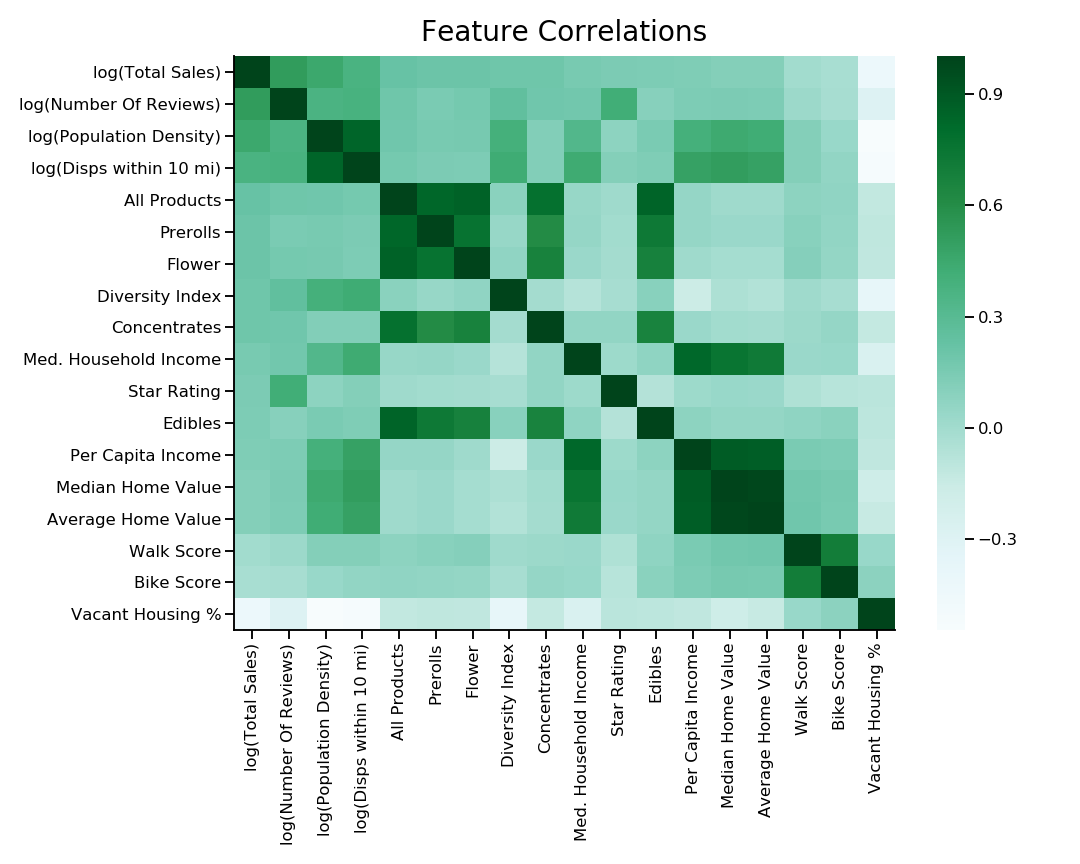 Feature Correlations
log(Total Sales)
log(Number Of Reviews)
log(Population Density)
log(Disps within 10 mi)
All Products
Prerolls
Flower
Diversity Index
Concentrates
Med. Household Income
Star Rating
Edibles
Per Capita Income
Median Home Value
Average Home Value
Walk Score
Bike Score
Vacant Housing %
log(Total Sales)
log(Number Of Reviews)
log(Population Density)
log(Disps within 10 mi)
All Products
Prerolls
Flower
Diversity Index
Concentrates
Med. Household Income
Star Rating
Edibles
Per Capita Income
Median Home Value
Average Home Value
Walk Score
Bike Score
Vacant Housing %
0.9
0.6
0.3
0.0
−0.3